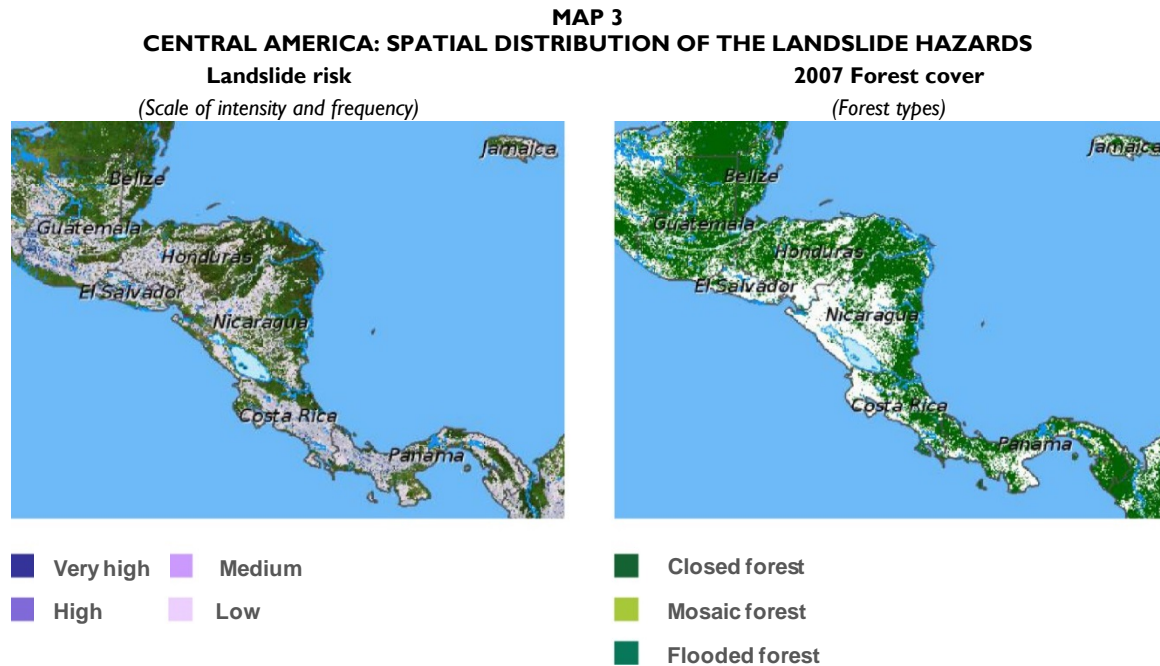 MAP 3
CENTRAL AMERICA: SPATIAL DISTRIBUTION OF THE LANDSLIDE HAZARDS
Landslide risk
(Scale of intensity and frequency)
Jamaica
Belize
Guatemala
Honduras
El Salvador
Nicaragua
Costa Rica
Panama
Very high
Medium
High
Low
2007 Forest cover
(Forest types)
Jamaica
Belize
Guatemala
Honduras
El Salvador
Nicaragua
Costa Rica
Panama
Closed forest
Mosaic forest
Flooded forest